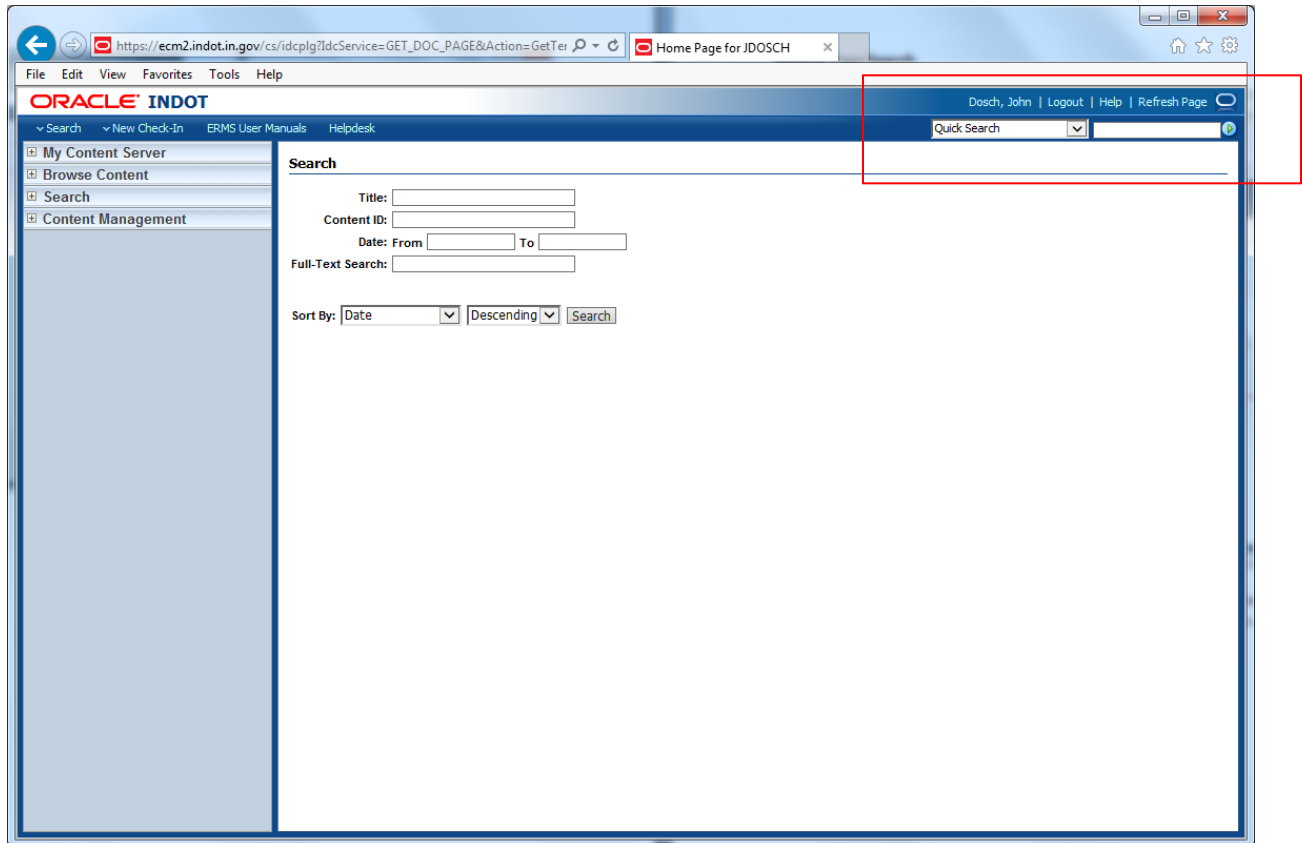 https://ecm2.indot.in.gov/cs/idcplg?IdcService=GET_DOC_PAGE&Action=GetTer
Home Page for JDOSCH
File Edit View Favorites Tools Help
ORACLE INDOT
Dosch, John | Logout | Help | Refresh Page
Search New Check-In ERMS User Manuals Helpdesk
Quick Search
My Content Server
Browse Content
Search
Content Management
Search
Title:
Content ID:
Date: From To
Full-Text Search:
Sort By: Date Descending Search